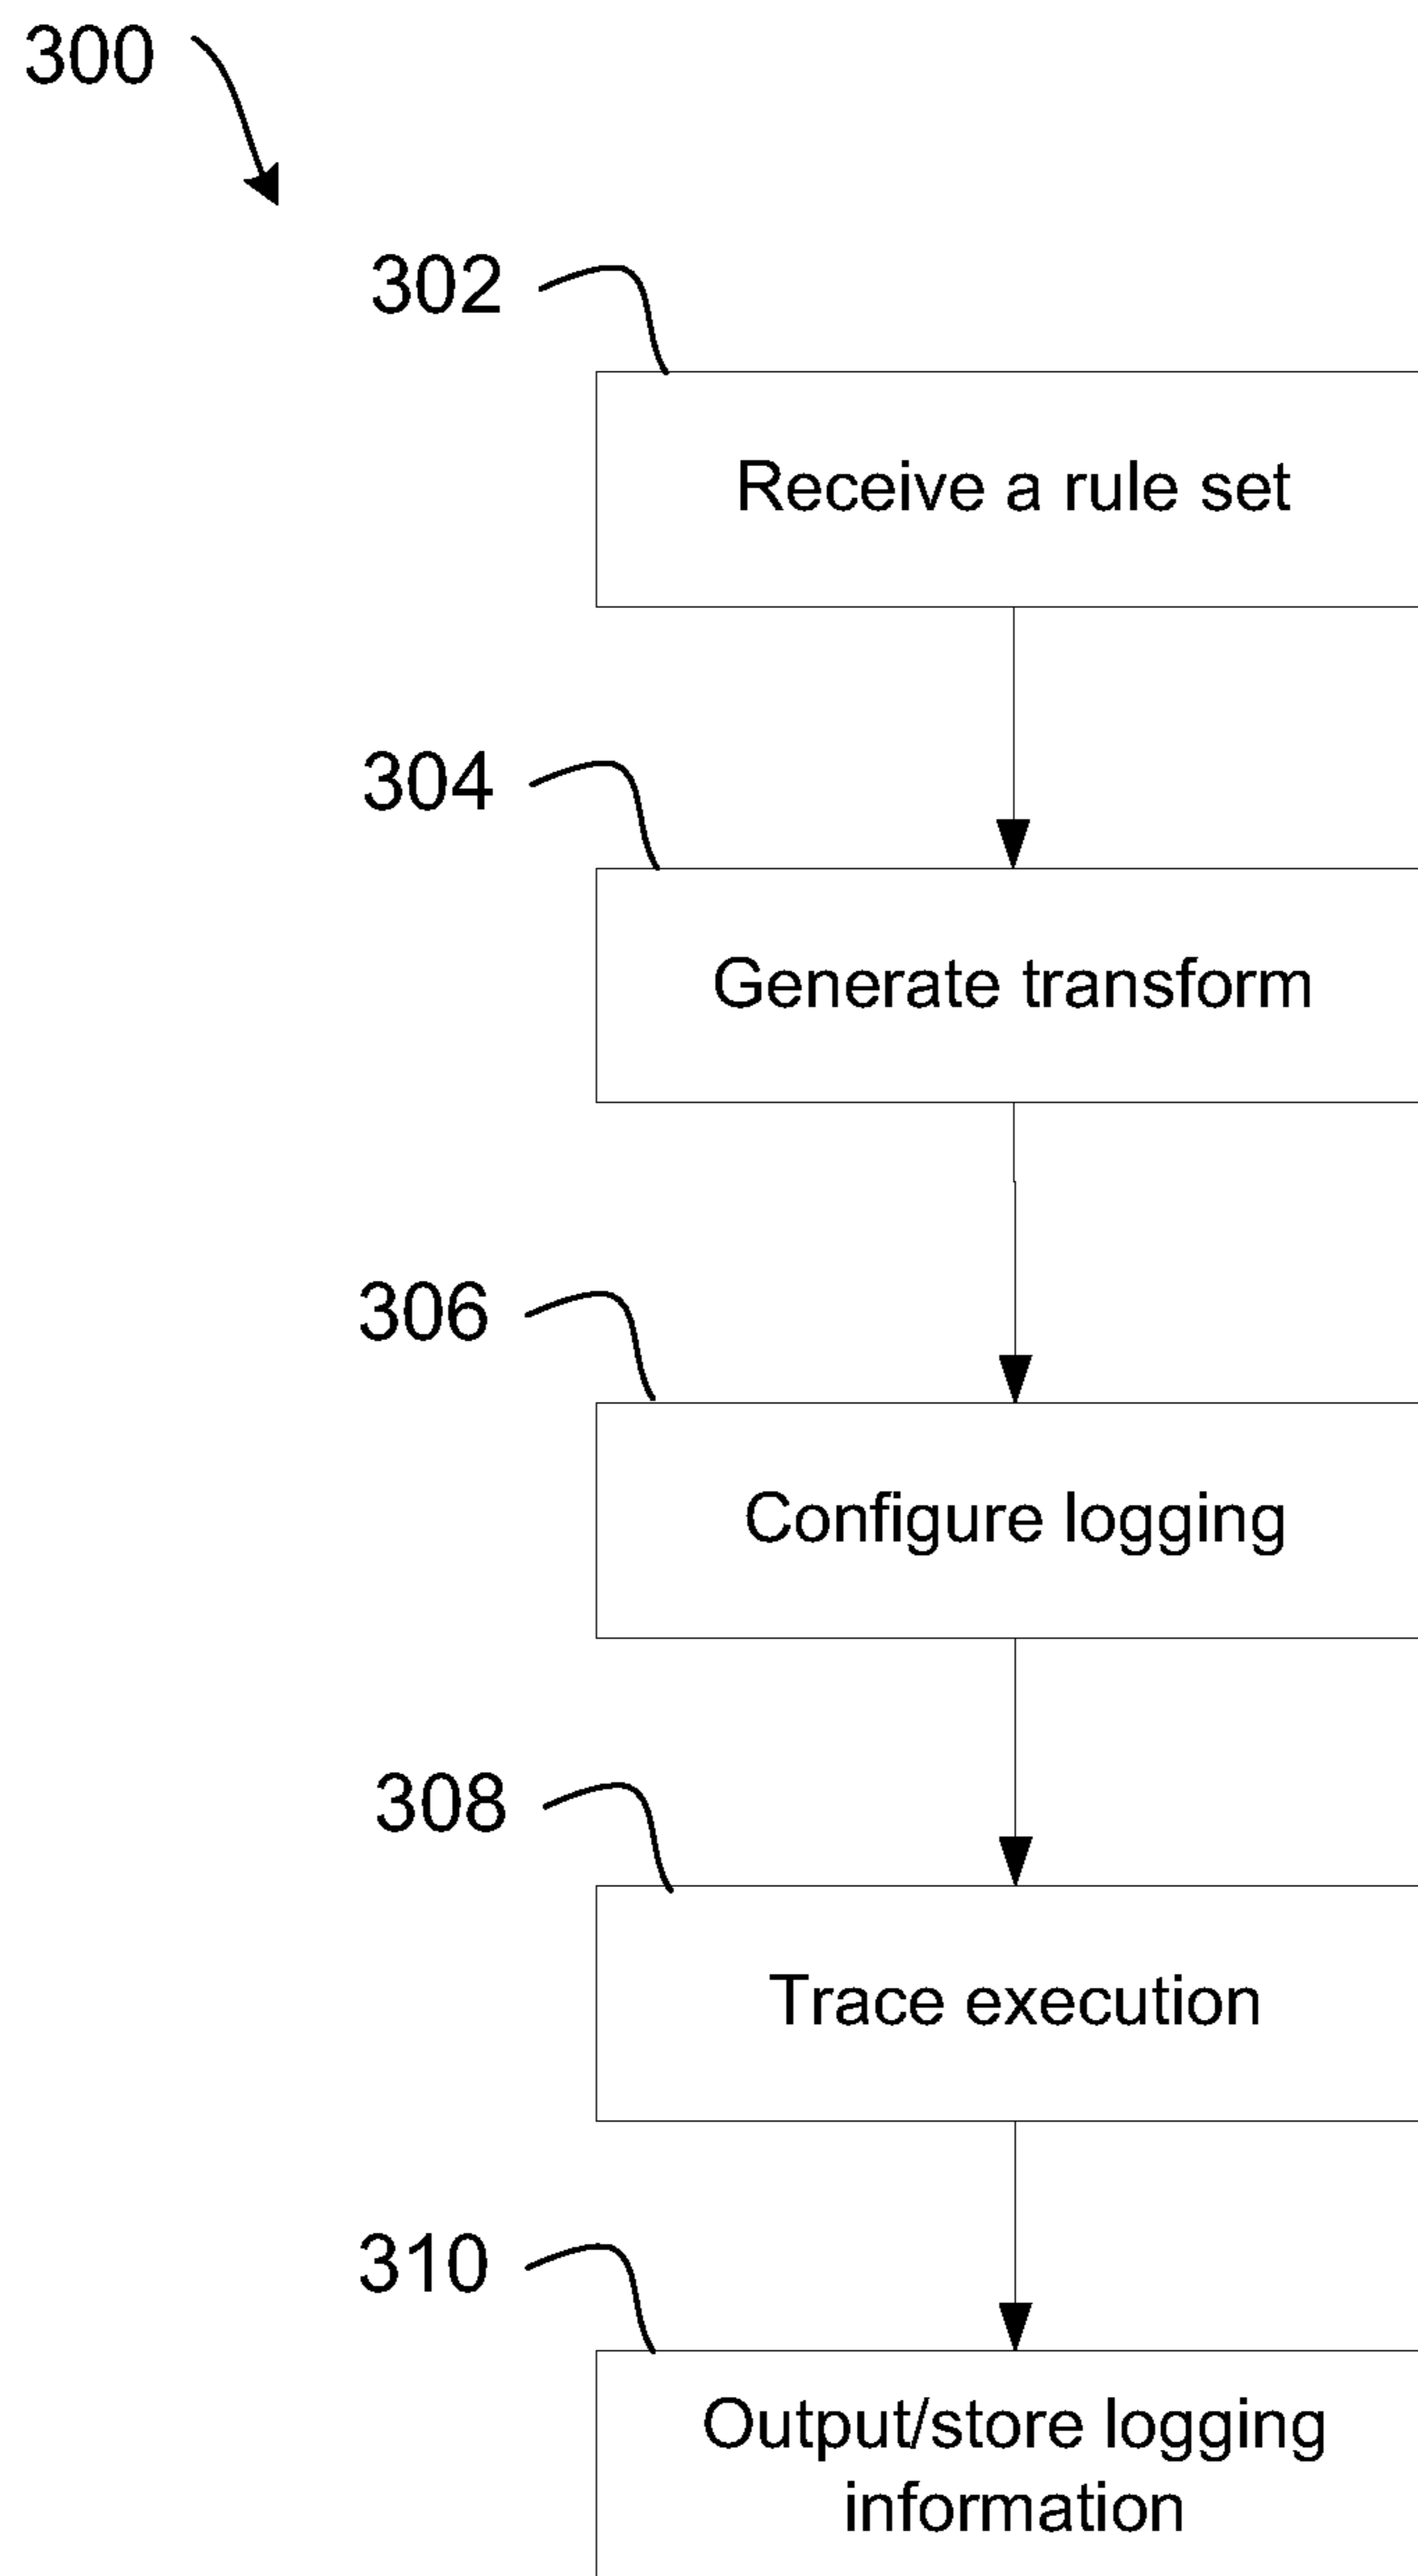 300
302
Receive a rule set
304
Generate transform
306
Configure logging
308
Trace execution
310
Output/store logging
information